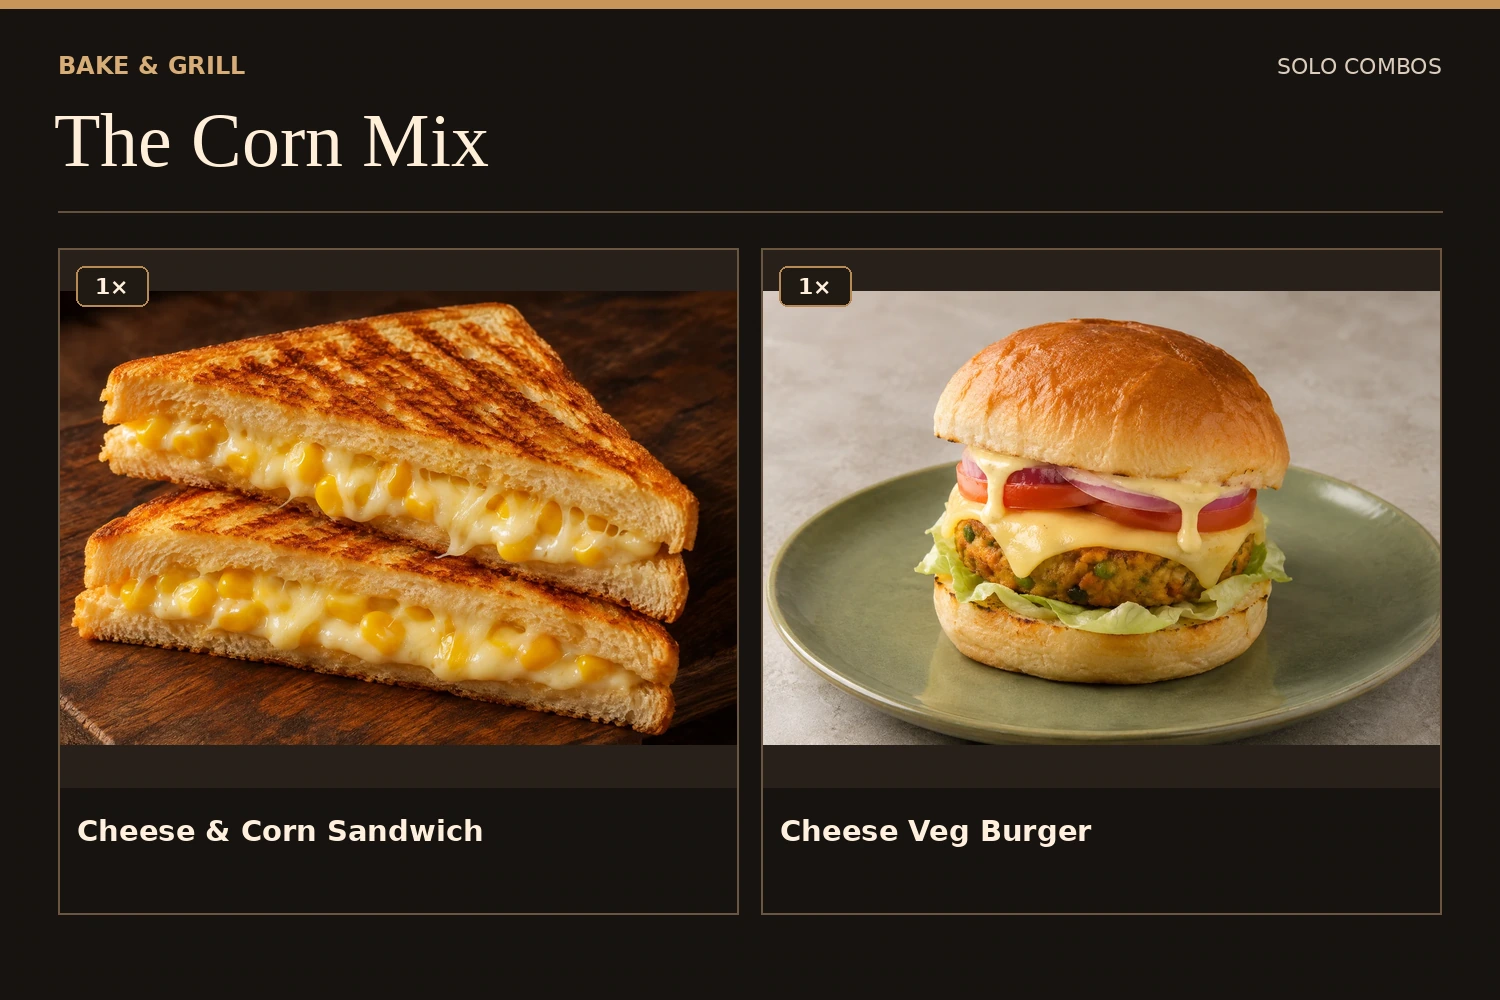 BAKE & GRILL
SOLO COMBOS
The Corn Mix
1×
1×
Cheese & Corn Sandwich
Cheese Veg Burger